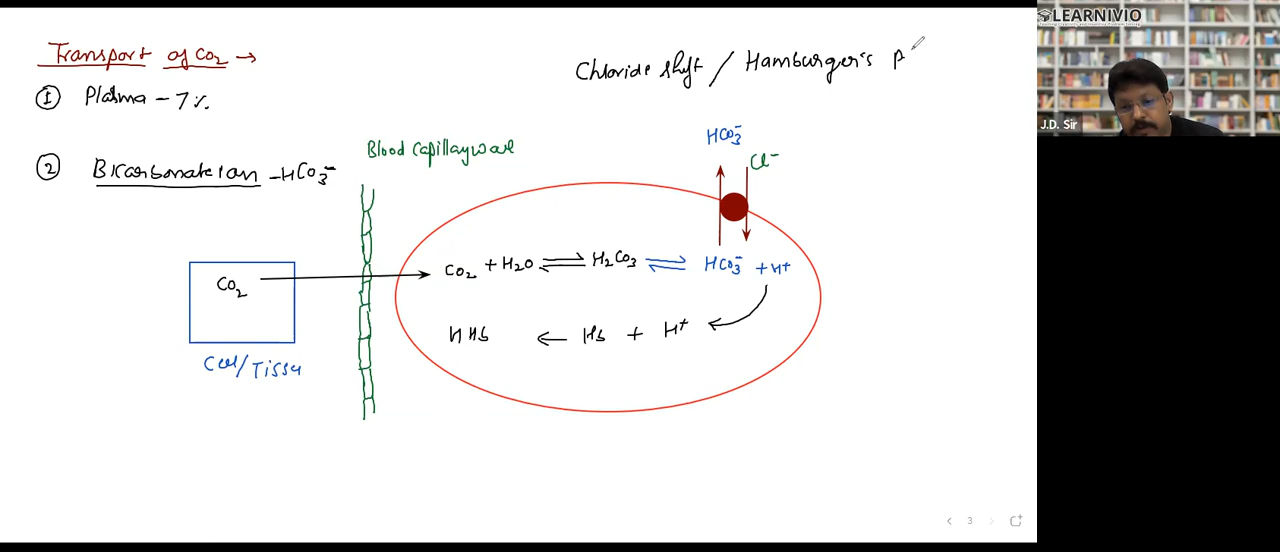 Transport of CO₂ →
Chloride shift / Hamburger's P
① Plasma – 7%
② Bicarbonate Ion – HCO₃⁻
Blood Capillary wall
HCO₃⁻
Cl⁻
CO₂
CO₂ + H₂O ⇌ H₂CO₃ ⇌ HCO₃⁻ + H⁺
HHb ← Hb + H⁺
Cell/Tissu
LEARNIVIO
J.D. Sir
3